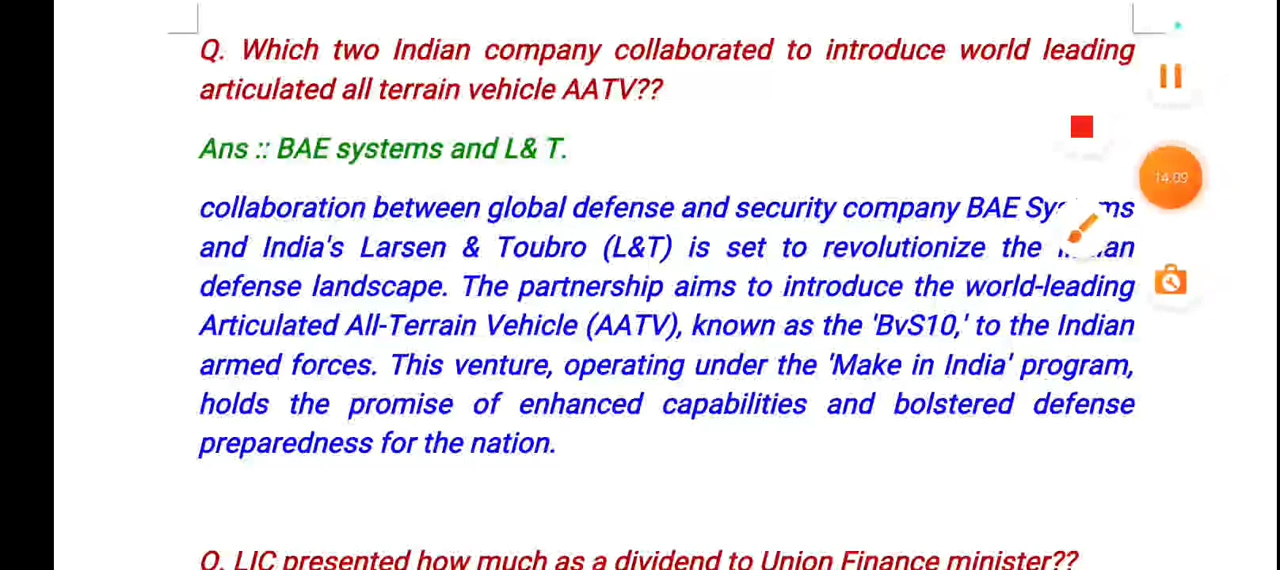 Q. Which two Indian company collaborated to introduce world leading
articulated all terrain vehicle AATV??
Ans :: BAE systems and L& T.
14:09
collaboration between global defense and security company BAE
and India's Larsen & Toubro (L&T) is set to revolutionize the
defense landscape. The partnership aims to introduce the world-leading
Articulated All-Terrain Vehicle (AATV), known as the 'BvS10,' to the Indian
armed forces. This venture, operating under the 'Make in India' program,
holds the promise of enhanced capabilities and bolstered defense
preparedness for the nation.
Q. LIC presented how much as a dividend to Union Finance minister??